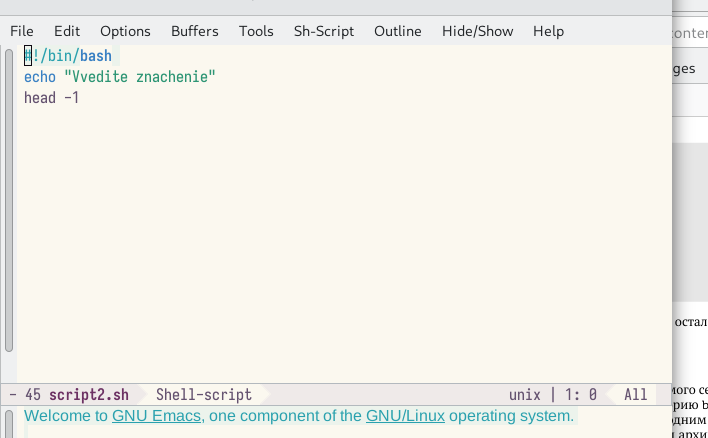 File Edit Options Buffers Tools Sh-Script Outline Hide/Show Help
#!/bin/bash
echo "Vvedite znachenie"
head -1
- 45 script2.sh Shell-script unix | 1: 0 All
Welcome to GNU Emacs, one component of the GNU/Linux operating system.
ges
остал